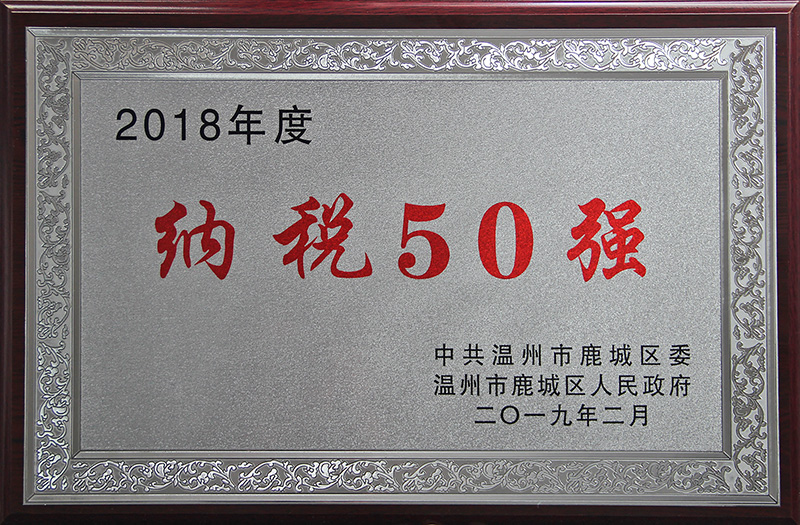 2018年度
纳税50强
中共温州市鹿城区委
温州市鹿城区人民政府
二〇一九年二月